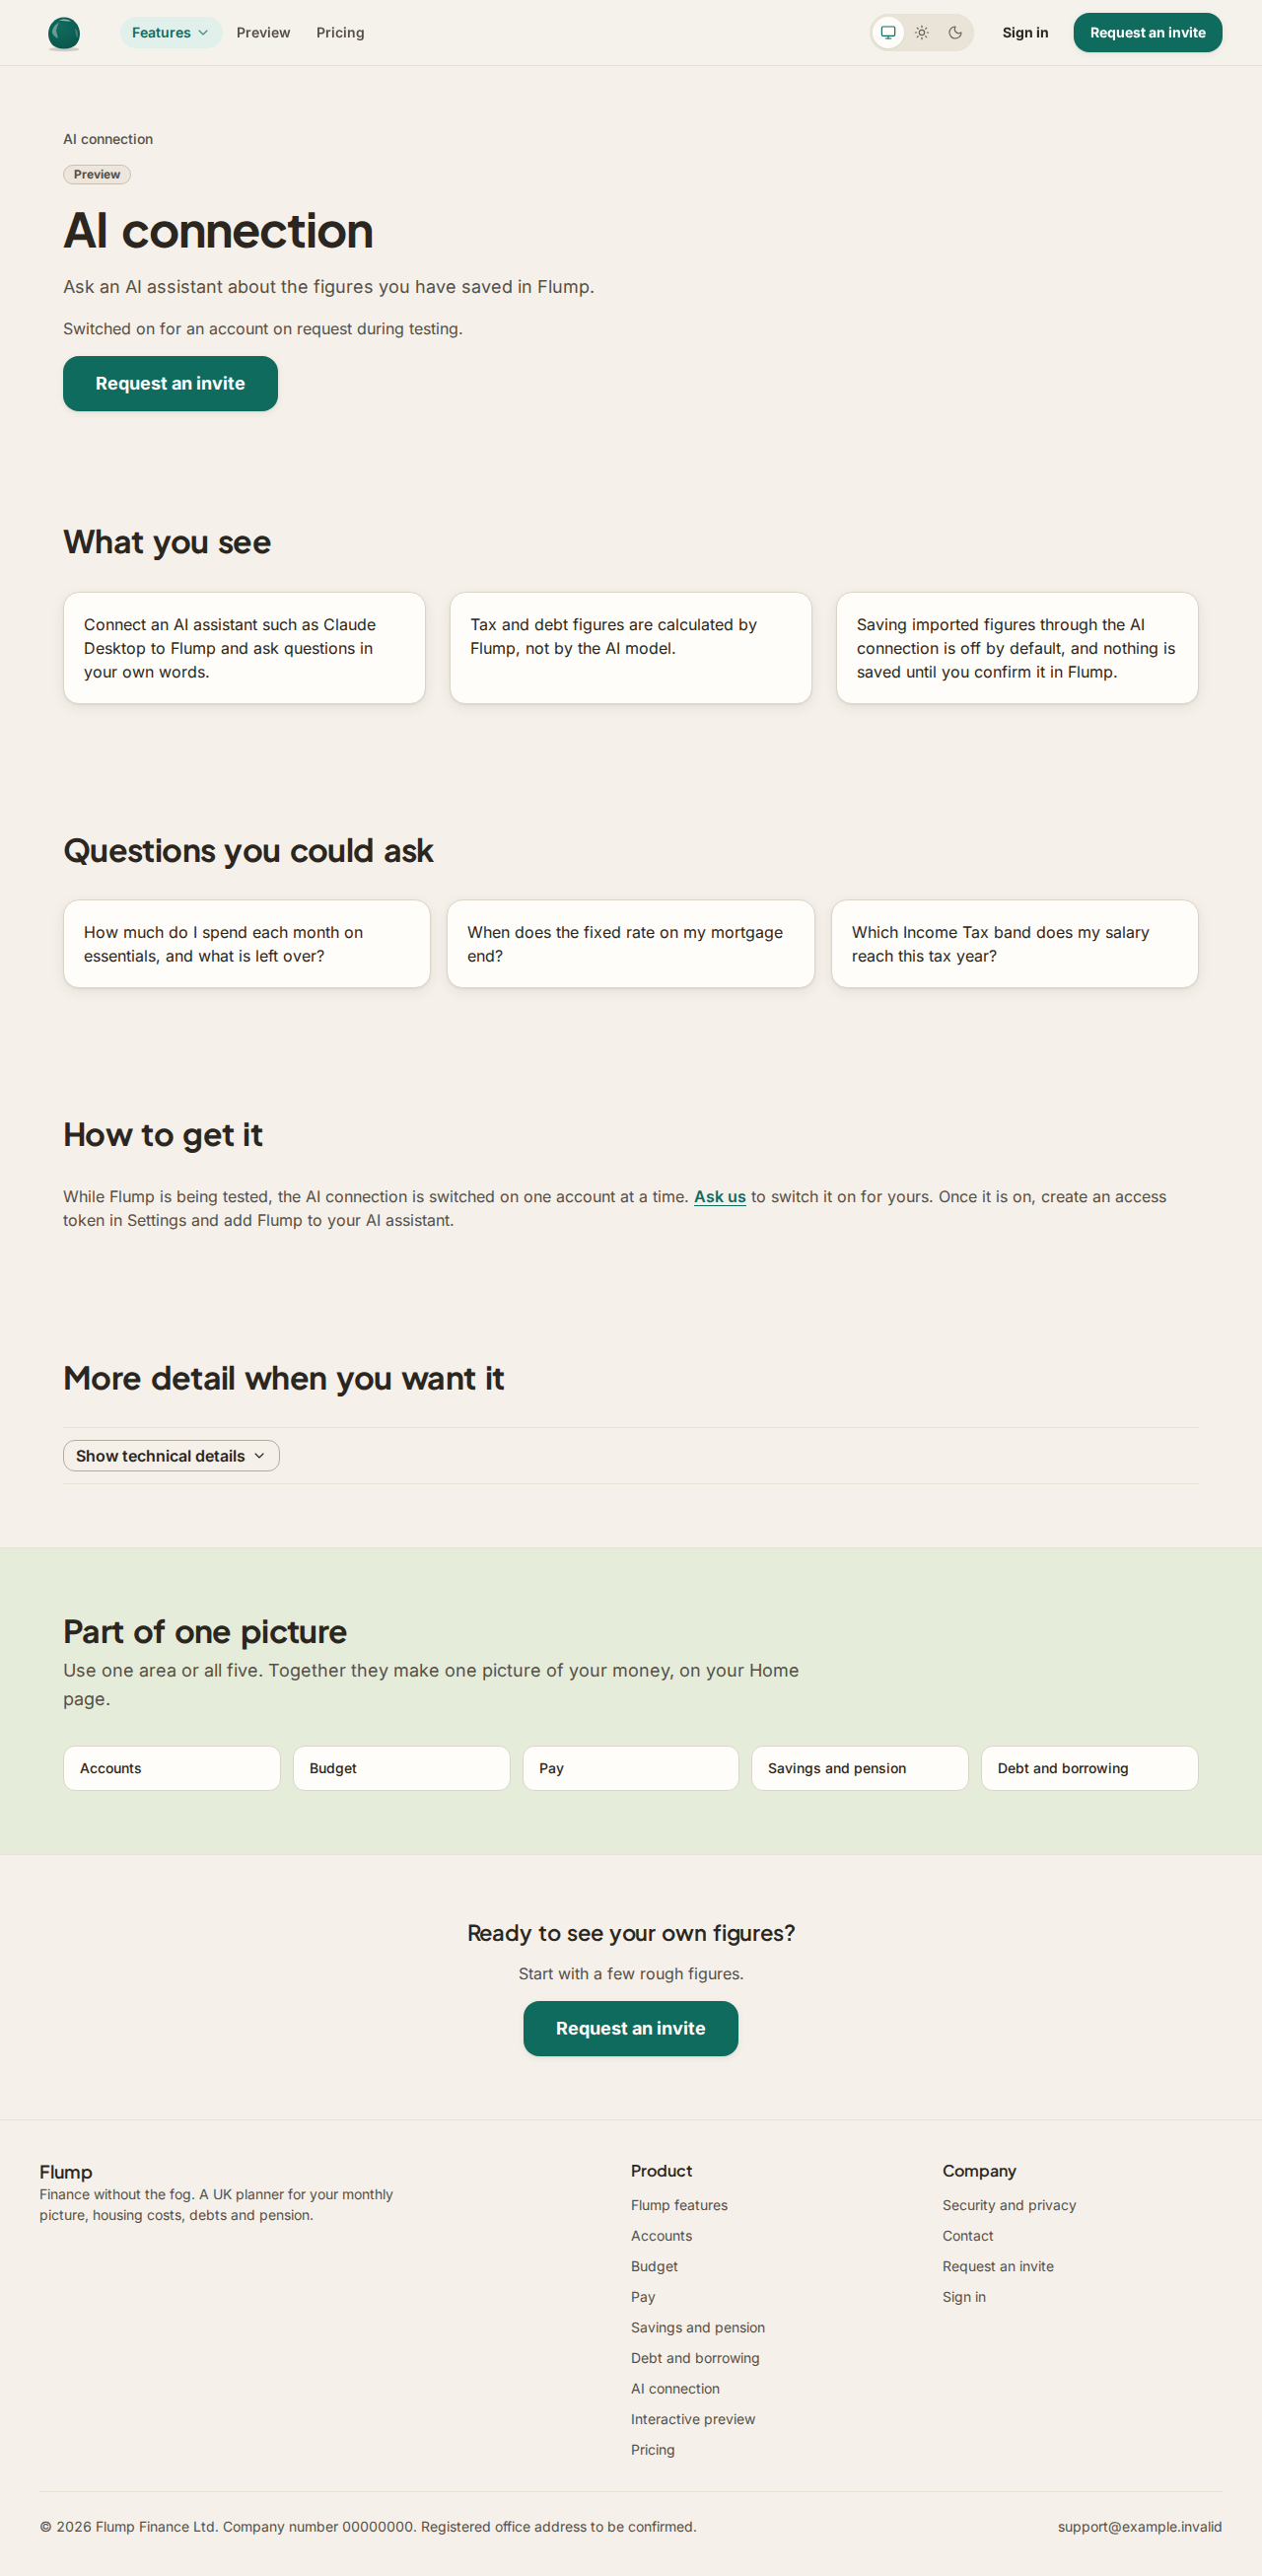 Features
Preview
Pricing
Sign in
Request an invite
AI connection
Preview
AI connection
Ask an AI assistant about the figures you have saved in Flump.
Switched on for an account on request during testing.
Request an invite
What you see
Connect an AI assistant such as Claude
Desktop to Flump and ask questions in
your own words.
Tax and debt figures are calculated by
Flump, not by the AI model.
Saving imported figures through the AI
connection is off by default, and nothing is
saved until you confirm it in Flump.
Questions you could ask
How much do I spend each month on
essentials, and what is left over?
When does the fixed rate on my mortgage
end?
Which Income Tax band does my salary
reach this tax year?
How to get it
While Flump is being tested, the AI connection is switched on one account at a time. Ask us to switch it on for yours. Once it is on, create an access
token in Settings and add Flump to your AI assistant.
More detail when you want it
Show technical details
Part of one picture
Use one area or all five. Together they make one picture of your money, on your Home
page.
Accounts
Budget
Pay
Savings and pension
Debt and borrowing
Ready to see your own figures?
Start with a few rough figures.
Request an invite
Flump
Finance without the fog. A UK planner for your monthly
picture, housing costs, debts and pension.
Product
Flump features
Accounts
Budget
Pay
Savings and pension
Debt and borrowing
AI connection
Interactive preview
Pricing
Company
Security and privacy
Contact
Request an invite
Sign in
© 2026 Flump Finance Ltd. Company number 00000000. Registered office address to be confirmed.
support@example.invalid